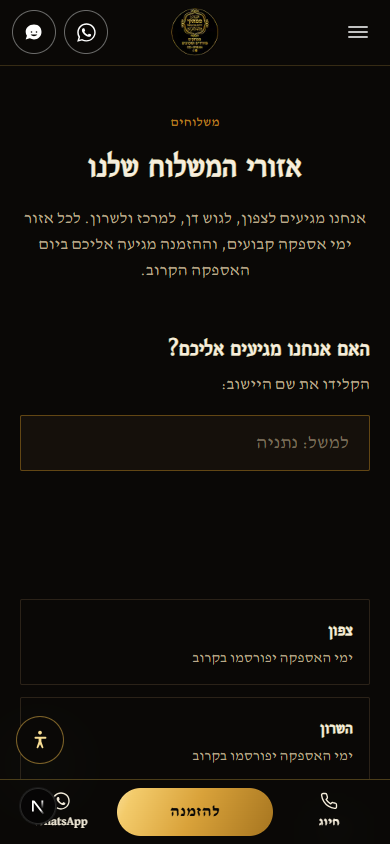 משלוחים
אזורי המשלוח שלנו
אנחנו מגיעים לצפון, לגוש דן, למרכז ולשרון. לכל אזור
ימי אספקה קבועים, וההזמנה מגיעה אליכם ביום
האספקה הקרוב.
האם אנחנו מגיעים אליכם?
הקלידו את שם היישוב:
למשל: נתניה
צפון
ימי האספקה יפורסמו בקרוב
השרון
ימי האספקה יפורסמו בקרוב
חיוג
להזמנה
hatsApp
N